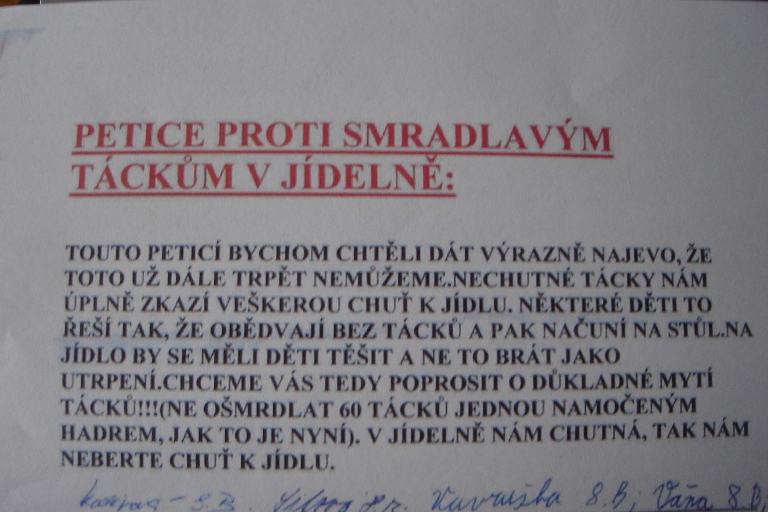 PETICE PROTI SMRADLAVÝM
TÁCKŮM V JÍDELNĚ:
TOUTO PETICÍ BYCHOM CHTĚLI DÁT VÝRAZNĚ NAJEVO, ŽE
TOTO UŽ DÁLE TRPĚT NEMŮŽEME.NECHUTNÉ TÁCKY NÁM
ÚPLNĚ ZKAZÍ VEŠKEROU CHUŤ K JÍDLU. NĚKTERÉ DĚTI TO
ŘEŠÍ TAK, ŽE OBĚDVAJÍ BEZ TÁCKŮ A PAK NAČUNÍ NA STŮL.NA
JÍDLO BY SE MĚLI DĚTI TĚŠIT A NE TO BRÁT JAKO
UTRPENÍ.CHCEME VÁS TEDY POPROSIT O DŮKLADNÉ MYTÍ
TÁCKŮ!!!(NE OŠMRDLAT 60 TÁCKŮ JEDNOU NAMOČENÝM
HADREM, JAK TO JE NYNÍ). V JÍDELNĚ NÁM CHUTNÁ, TAK NÁM
NEBERTE CHUŤ K JÍDLU.
8.B; Váňa 8.B;